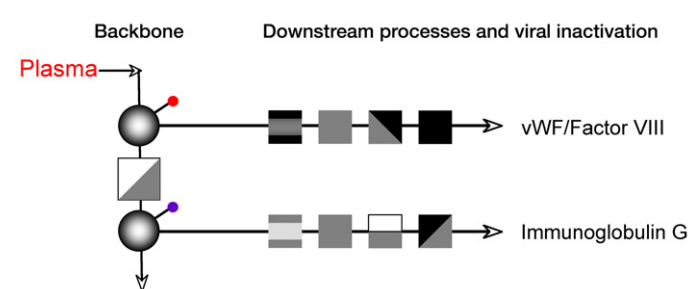 Backbone
Downstream processes and viral inactivation
Plasma
vWF/Factor VIII
Immunoglobulin G